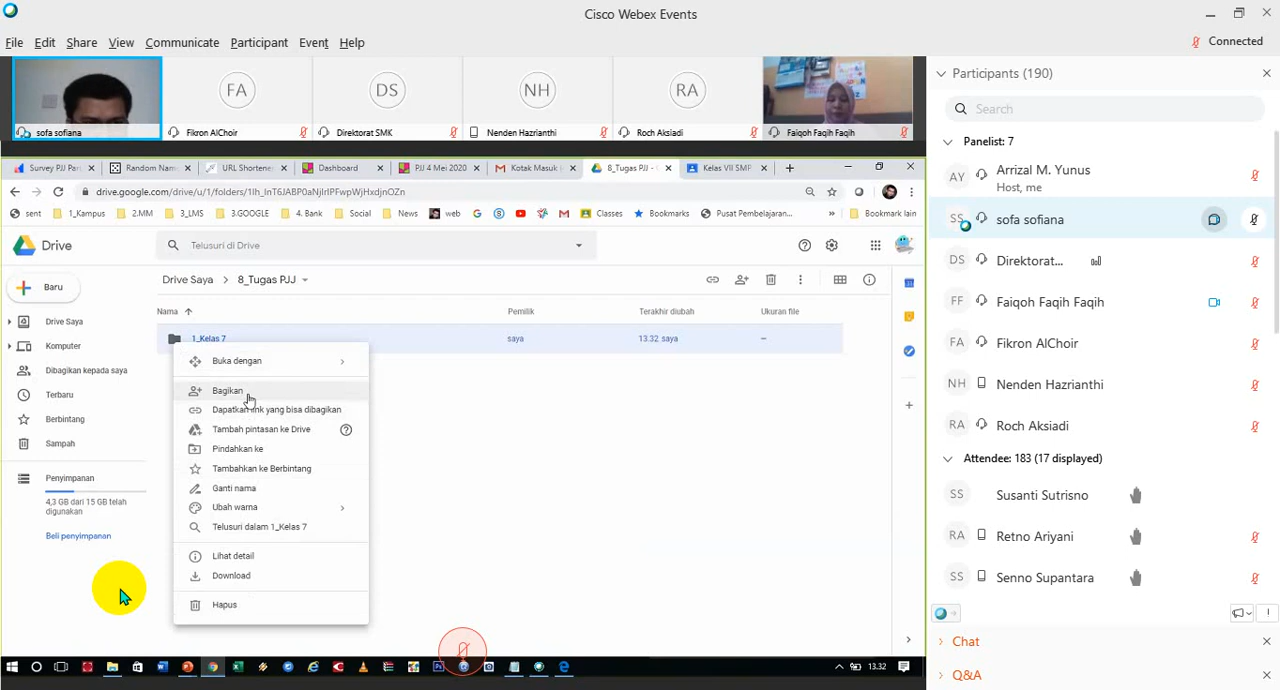 Cisco Webex Events
File Edit Share View Communicate Participant Event Help
Connected
FA DS NH RA
sofa sofiana Fikron AlChoir Direktorat SMK Nenden Hazrianthi Roch Aksiadi Faiqoh Faqih Faqih
Survey PJJ Par Random Nam URL Shortene Dashboard PJJ 4 Mei 2020 Kotak Masuk 8_Tugas PJJ - Kelas VII SMP
drive.google.com/drive/u/1/folders/1lh_InT6JABP0aNjlrIPFwpWjHxdjnOZn
sent 1_Kampus 2.MM 3_LMS 3.GOOGLE 4. Bank Social News web Classes Bookmarks Pusat Pembelajaran... » Bookmark lain
Drive
Telusuri di Drive
Baru
Drive Saya > 8_Tugas PJJ
Nama Pemilik Terakhir diubah Ukuran file
1_Kelas 7 saya 13.32 saya –
Drive Saya
Komputer
Dibagikan kepada saya
Terbaru
Berbintang
Sampah
Penyimpanan
4,3 GB dari 15 GB telah
digunakan
Beli penyimpanan
Buka dengan
Bagikan
Dapatkan link yang bisa dibagikan
Tambah pintasan ke Drive
Pindahkan ke
Tambahkan ke Berbintang
Ganti nama
Ubah warna
Telusuri dalam 1_Kelas 7
Lihat detail
Download
Hapus
13.32
Participants (190)
Search
Panelist: 7
AY Arrizal M. Yunus
Host, me
SS sofa sofiana
DS Direktorat...
FF Faiqoh Faqih Faqih
FA Fikron AlChoir
NH Nenden Hazrianthi
RA Roch Aksiadi
Attendee: 183 (17 displayed)
SS Susanti Sutrisno
RA Retno Ariyani
SS Senno Supantara
Chat
Q&A